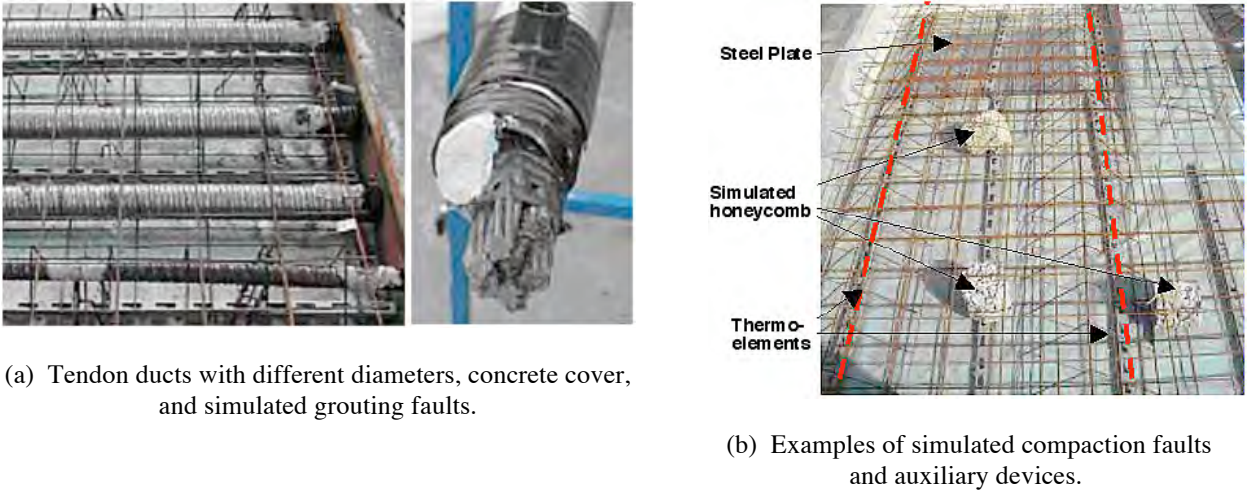 Steel Plate
Simulated
honeycomb
Thermo-
elements
(a) Tendon ducts with different diameters, concrete cover,
and simulated grouting faults.
(b) Examples of simulated compaction faults
and auxiliary devices.